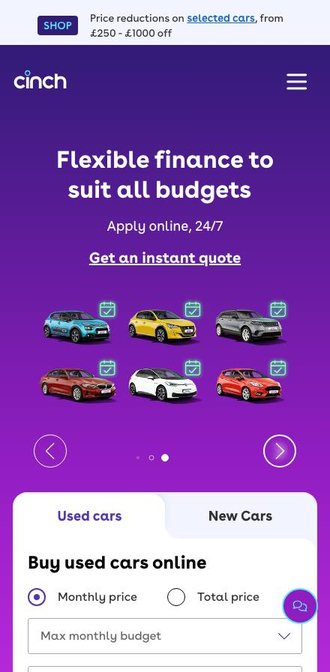 SHOP
Price reductions on selected cars, from
£250 - £1000 off
cinch
Flexible finance to
suit all budgets
Apply online, 24/7
Get an instant quote
Used cars
New Cars
Buy used cars online
Monthly price
Total price
Max monthly budget